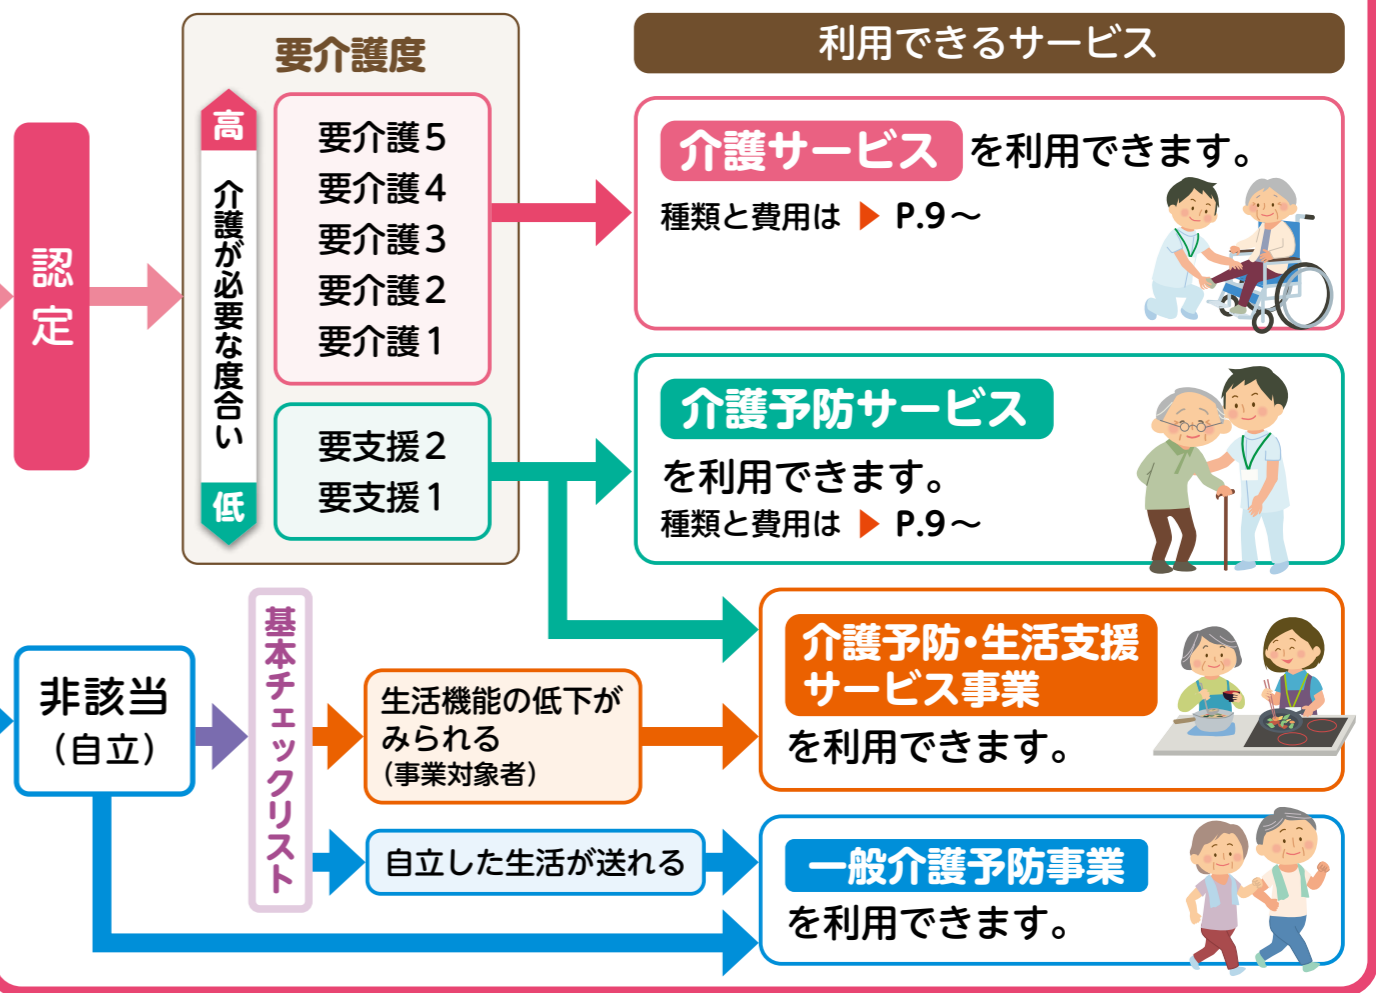 認定
要介護度
高
介護が必要な度合い
低
要介護5
要介護4
要介護3
要介護2
要介護1
要支援2
要支援1
利用できるサービス
介護サービス を利用できます。
種類と費用は ▶ P.9～
介護予防サービス
を利用できます。
種類と費用は ▶ P.9～
非該当
（自立）
基本チェックリスト
生活機能の低下が
みられる
（事業対象者）
自立した生活が送れる
介護予防・生活支援
サービス事業
を利用できます。
一般介護予防事業
を利用できます。